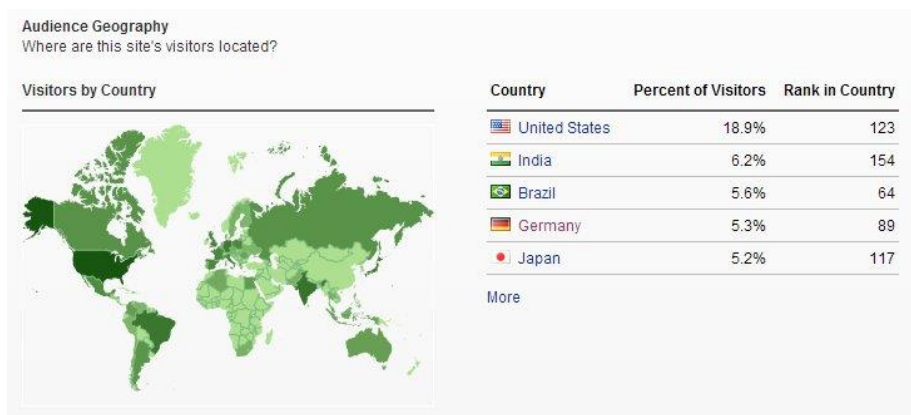 Audience Geography
Where are this site's visitors located?
Visitors by Country
Country Percent of Visitors Rank in Country
United States 18.9% 123
India 6.2% 154
Brazil 5.6% 64
Germany 5.3% 89
Japan 5.2% 117
More